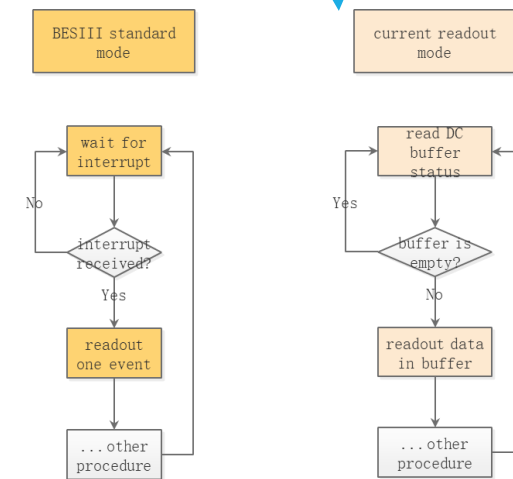 BESIII standard
mode
current readout
mode
wait for
interrupt
No
interrupt
received?
Yes
readout
one event
...other
procedure
read DC
buffer
status
Yes
buffer is
empty?
No
readout data
in buffer
...other
procedure